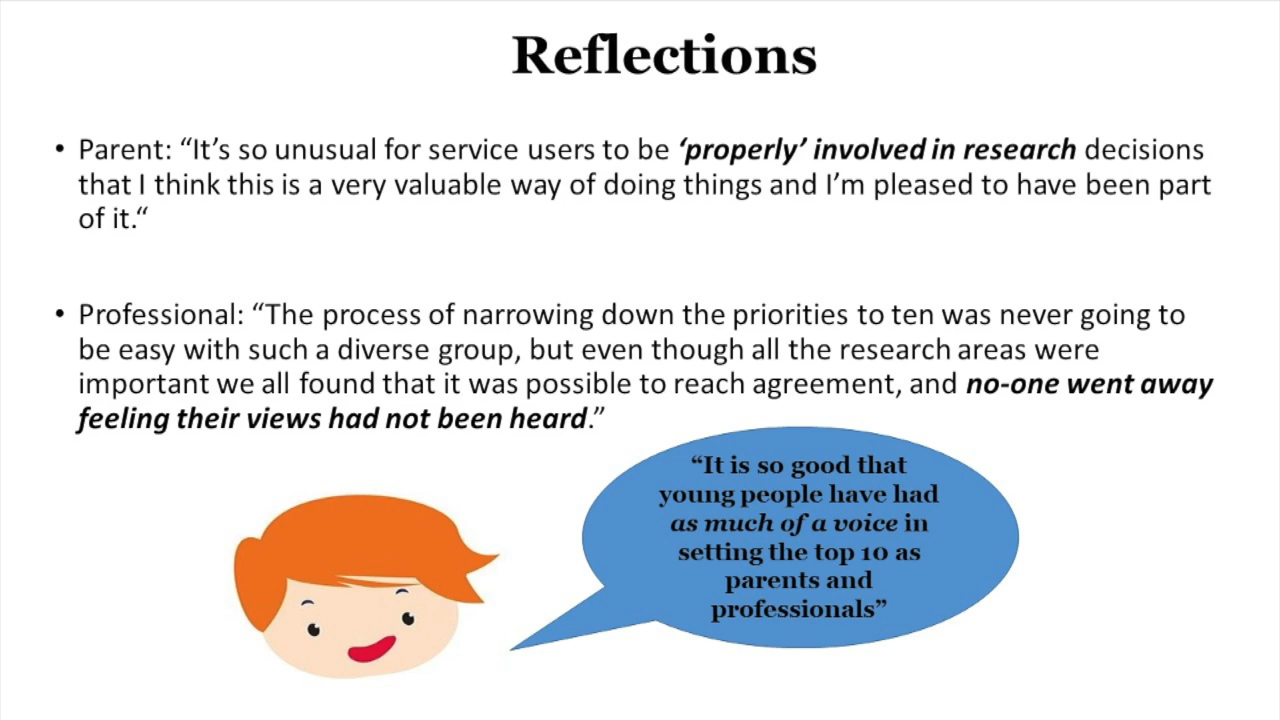 Reflections
• Parent: “It’s so unusual for service users to be ‘properly’ involved in research decisions
that I think this is a very valuable way of doing things and I’m pleased to have been part
of it.“
• Professional: “The process of narrowing down the priorities to ten was never going to
be easy with such a diverse group, but even though all the research areas were
important we all found that it was possible to reach agreement, and no-one went away
feeling their views had not been heard.”
“It is so good that
young people have had
as much of a voice in
setting the top 10 as
parents and
professionals”